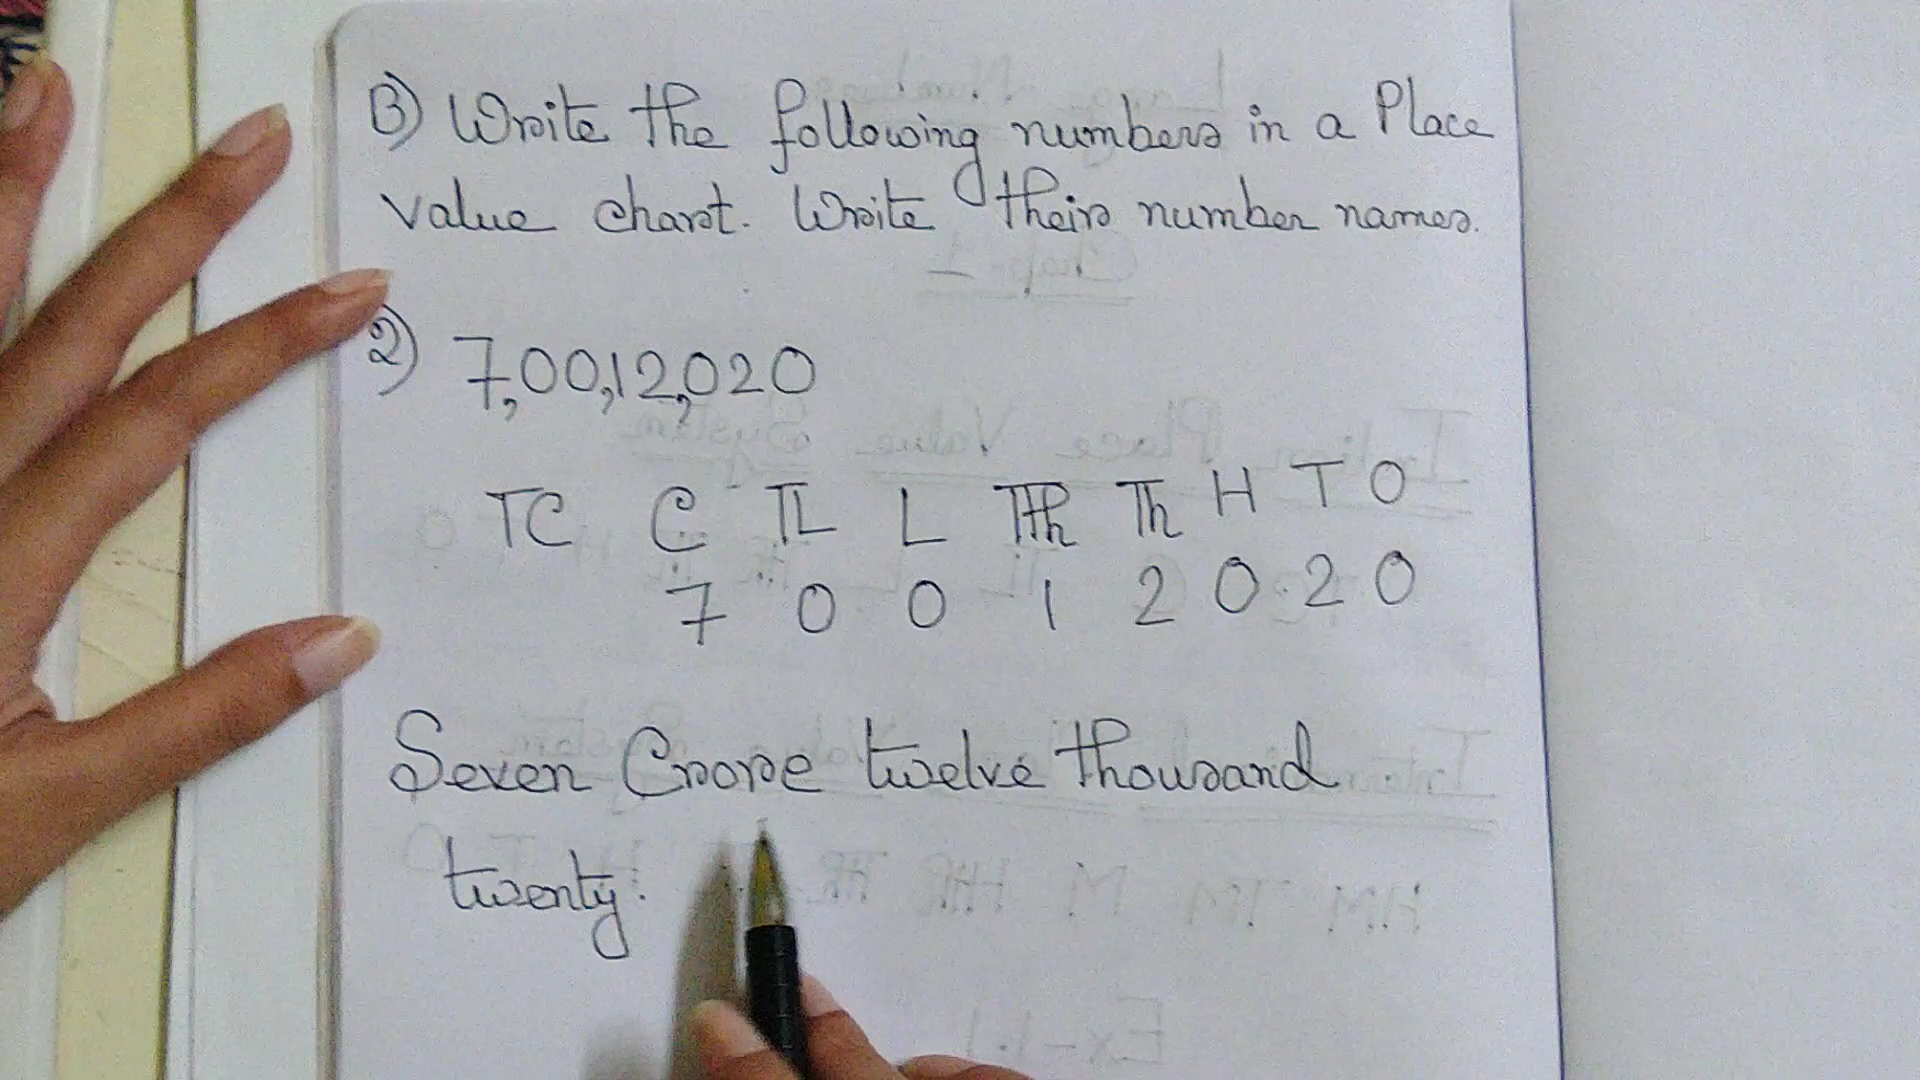 3) Write the following numbers in a Place
value chart. Write their number names.
2) 7,00,12,020
TC C TL L TTh Th H T O
7 0 0 1 2 0 2 0
Seven Crore twelve thousand
twenty.